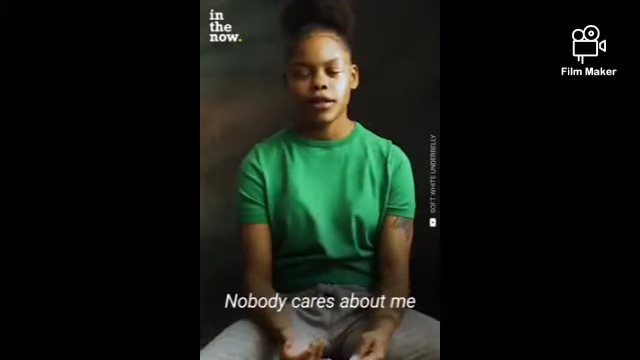 in
the
now.
Film Maker
SOFT WHITE UNDERBELLY
Nobody cares about me